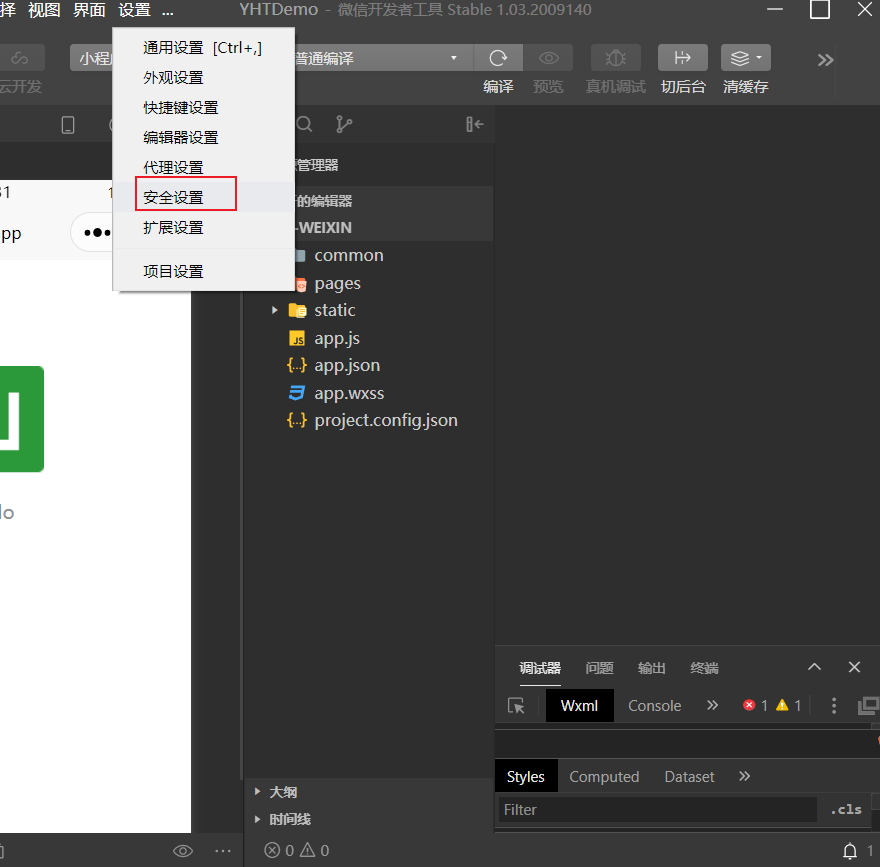 择 视图 界面 设置 ... YHTDemo - 微信开发者工具 Stable 1.03.2009140
通用设置 [Ctrl+,]
外观设置
快捷键设置
编辑器设置
代理设置
安全设置
扩展设置
项目设置
小程
普通编译
云开发
编译 预览 真机调试 切后台 清缓存
管理器
的编辑器
-WEIXIN
common
pages
static
app.js
app.json
app.wxss
project.config.json
大纲
时间线
0 0
调试器 问题 输出 终端
Wxml Console 1 1
Styles Computed Dataset
Filter .cls
1